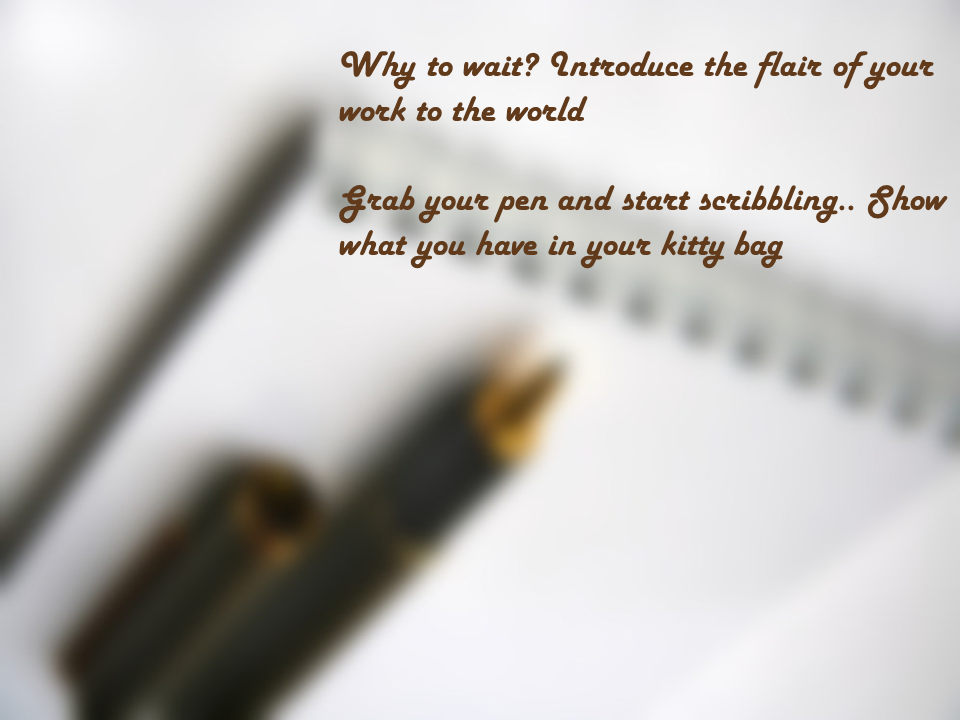 Why to wait? Introduce the flair of your
work to the world
Grab your pen and start scribbling.. Show
what you have in your kitty bag